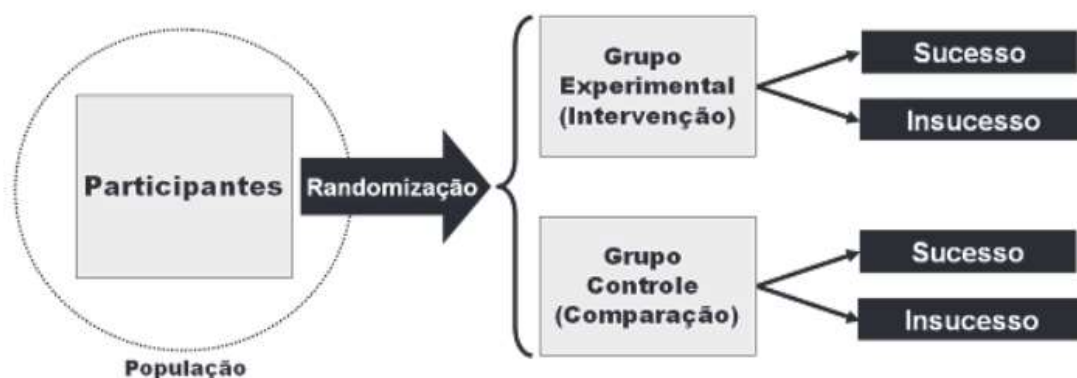 Participantes
População
Randomização
Grupo
Experimental
(Intervenção)
Sucesso
Insucesso
Grupo
Controle
(Comparação)
Sucesso
Insucesso